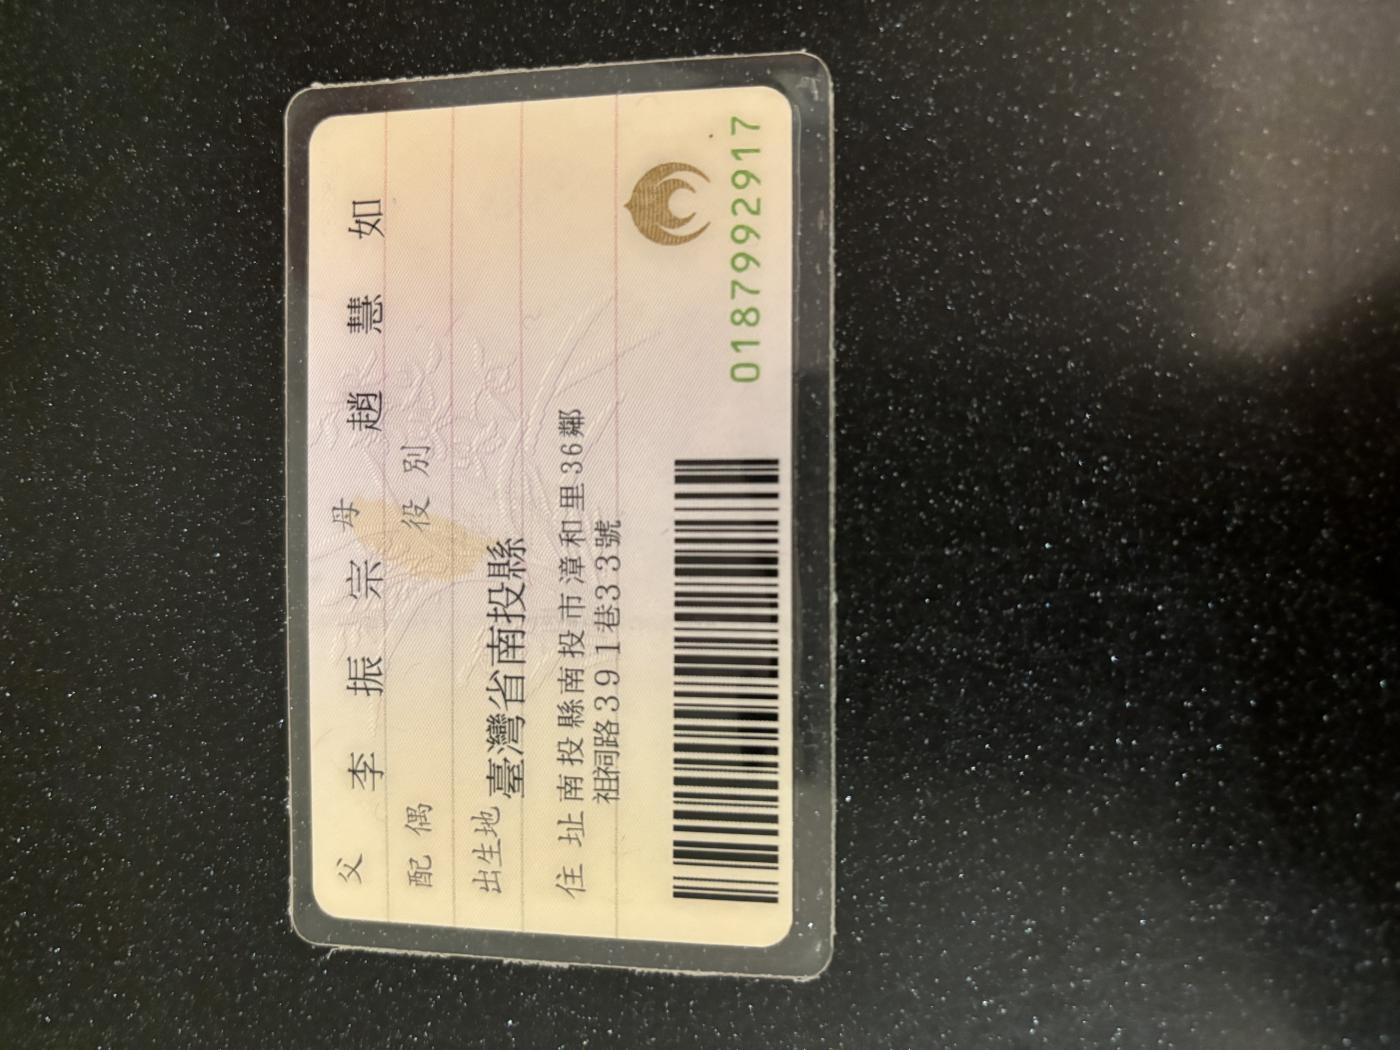 父 李振宗 母 趙慧如
配偶 役別
出生地 臺灣省南投縣
住址 南投縣南投市漳和里36鄰
祖祠路391巷33號
0187992917